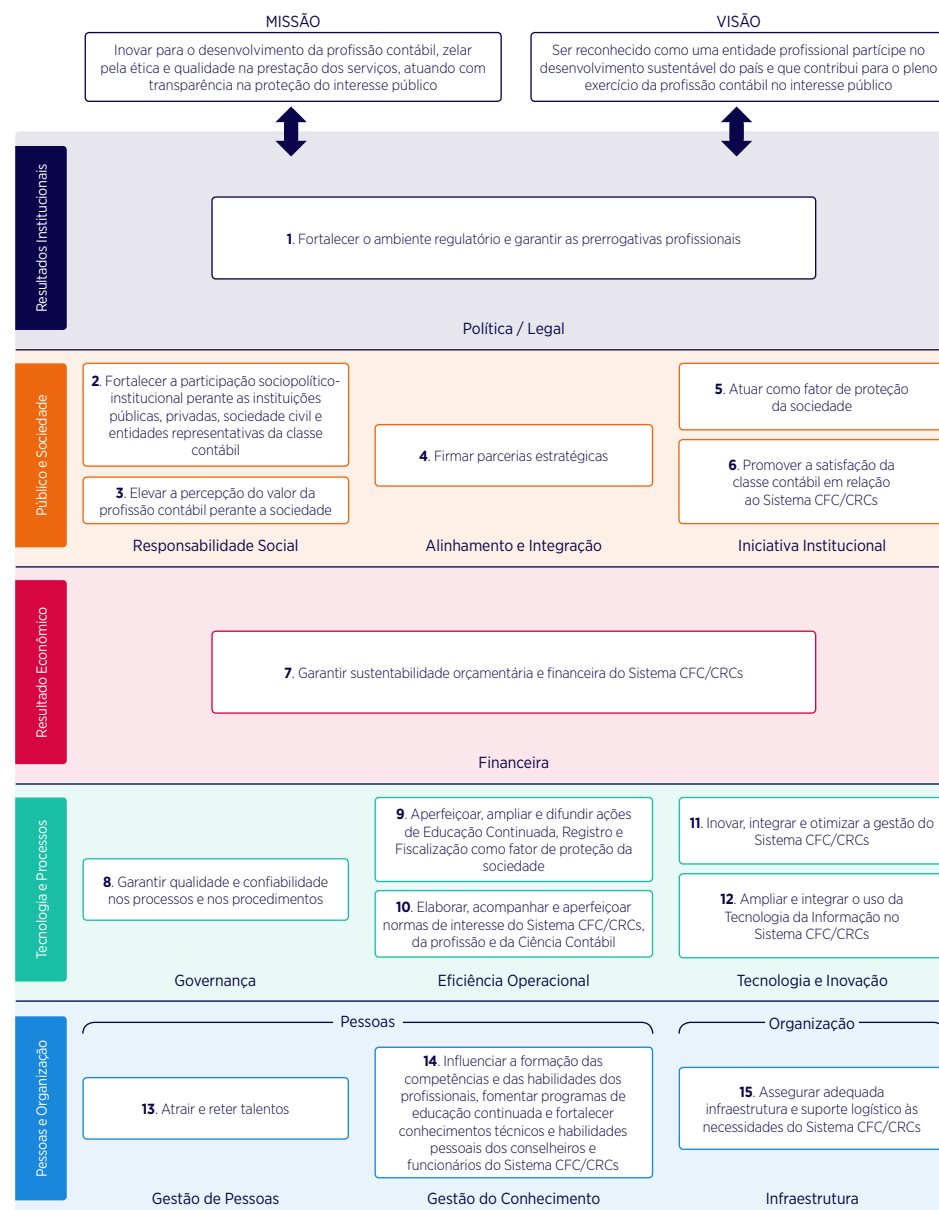 MISSÃO
Inovar para o desenvolvimento da profissão contábil, zelar
pela ética e qualidade na prestação dos serviços, atuando com
transparência na proteção do interesse público
VISÃO
Ser reconhecido como uma entidade profissional partícipe no
desenvolvimento sustentável do país e que contribui para o pleno
exercício da profissão contábil no interesse público
Resultados Institucionais
1. Fortalecer o ambiente regulatório e garantir as prerrogativas profissionais
Política / Legal
Público e Sociedade
2. Fortalecer a participação sociopolítico-
institucional perante as instituições
públicas, privadas, sociedade civil e
entidades representativas da classe
contábil
3. Elevar a percepção do valor da
profissão contábil perante a sociedade
Responsabilidade Social
4. Firmar parcerias estratégicas
Alinhamento e Integração
5. Atuar como fator de proteção
da sociedade
6. Promover a satisfação da
classe contábil em relação
ao Sistema CFC/CRCs
Iniciativa Institucional
Resultado Econômico
7. Garantir sustentabilidade orçamentária e financeira do Sistema CFC/CRCs
Financeira
Tecnologia e Processos
8. Garantir qualidade e confiabilidade
nos processos e nos procedimentos
Governança
9. Aperfeiçoar, ampliar e difundir ações
de Educação Continuada, Registro e
Fiscalização como fator de proteção da
sociedade
10. Elaborar, acompanhar e aperfeiçoar
normas de interesse do Sistema CFC/CRCs,
da profissão e da Ciência Contábil
Eficiência Operacional
11. Inovar, integrar e otimizar a gestão do
Sistema CFC/CRCs
12. Ampliar e integrar o uso da
Tecnologia da Informação no
Sistema CFC/CRCs
Tecnologia e Inovação
Pessoas e Organização
Pessoas
13. Atrair e reter talentos
Gestão de Pessoas
14. Influenciar a formação das
competências e das habilidades dos
profissionais, fomentar programas de
educação continuada e fortalecer
conhecimentos técnicos e habilidades
pessoais dos conselheiros e
funcionários do Sistema CFC/CRCs
Gestão do Conhecimento
Organização
15. Assegurar adequada
infraestrutura e suporte logístico às
necessidades do Sistema CFC/CRCs
Infraestrutura